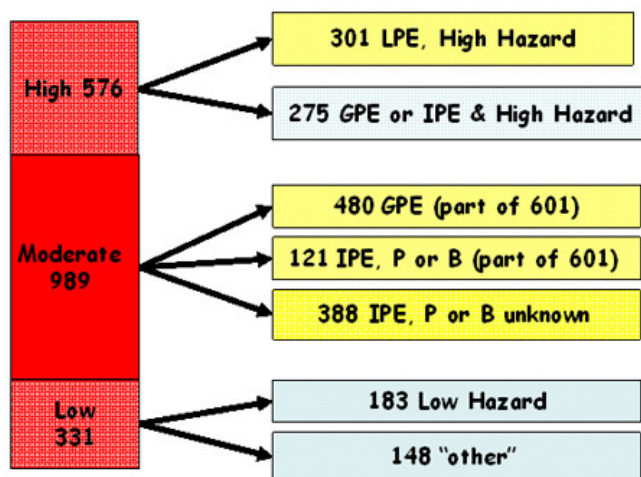 High 576
301 LPE, High Hazard
275 GPE or IPE & High Hazard
Moderate
989
480 GPE (part of 601)
121 IPE, P or B (part of 601)
388 IPE, P or B unknown
Low
331
183 Low Hazard
148 “other”